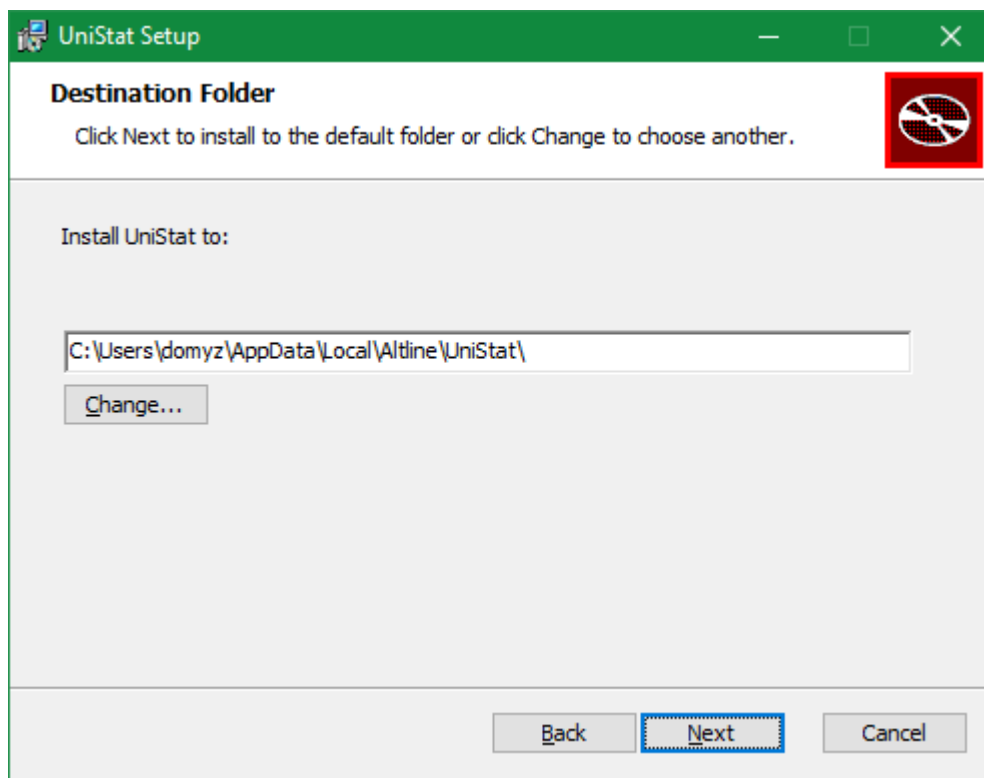 UniStat Setup
Destination Folder
Click Next to install to the default folder or click Change to choose another.
Install UniStat to:
C:\Users\domyz\AppData\Local\Altline\UniStat\
Change...
Back
Next
Cancel